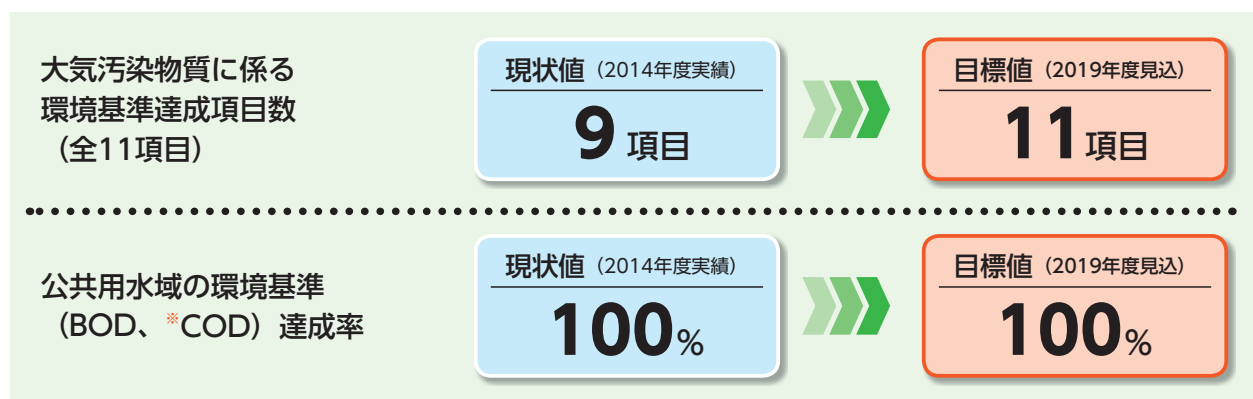 大気汚染物質に係る
環境基準達成項目数
（全11項目）
現状値（2014年度実績）
9項目
目標値（2019年度見込）
11項目
公共用水域の環境基準
（BOD、※COD）達成率
現状値（2014年度実績）
100%
目標値（2019年度見込）
100%